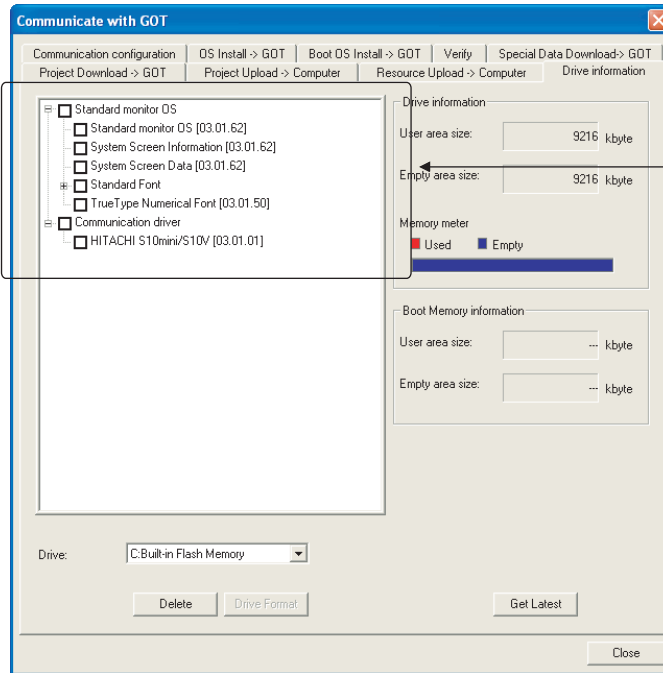 Communicate with GOT
Communication configuration OS Install -> GOT Boot OS Install -> GOT Verify Special Data Download-> GOT
Project Download -> GOT Project Upload -> Computer Resource Upload -> Computer Drive information
Standard monitor OS
Standard monitor OS [03.01.62]
System Screen Information [03.01.62]
System Screen Data [03.01.62]
Standard Font
TrueType Numerical Font [03.01.50]
Communication driver
HITACHI S10mini/S10V [03.01.01]
Drive information
User area size: 9216 kbyte
Empty area size: 9216 kbyte
Memory meter
Used Empty
Boot Memory information
User area size: --- kbyte
Empty area size: --- kbyte
Drive: C:Built-in Flash Memory
Delete Drive Format Get Latest
Close